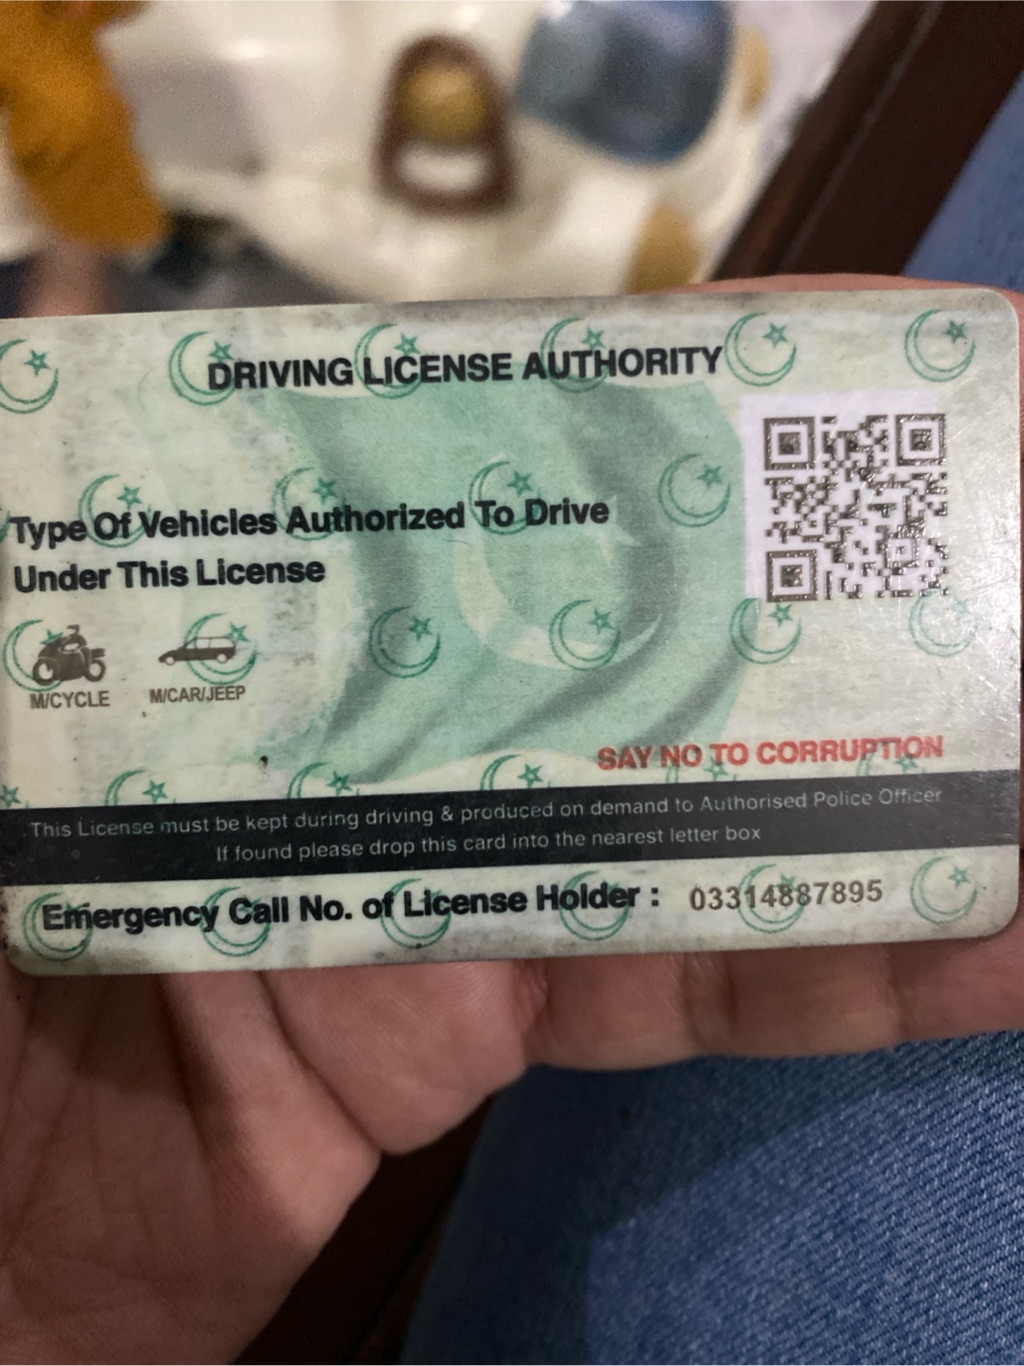 DRIVING LICENSE AUTHORITY
Type Of Vehicles Authorized To Drive
Under This License
M/CYCLE
M/CAR/JEEP
SAY NO TO CORRUPTION
This License must be kept during driving & produced on demand to Authorised Police Officer
If found please drop this card into the nearest letter box
Emergency Call No. of License Holder : 03314887895